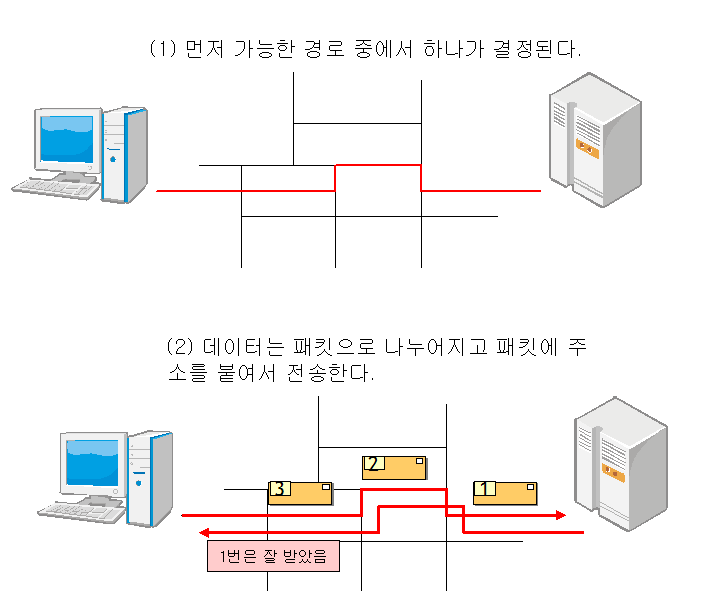 (1) 먼저 가능한 경로 중에서 하나가 결정된다.
(2) 데이터는 패킷으로 나누어지고 패킷에 주
소를 붙여서 전송한다.
3
2
1
1번은 잘 받았음